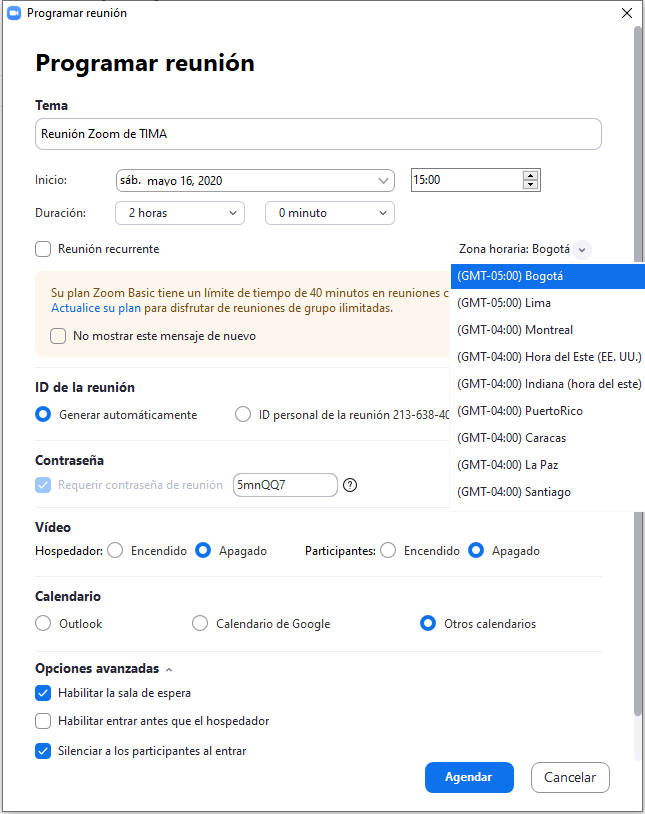 Programar reunión
Programar reunión
Tema
Reunión Zoom de TIMA
Inicio: sáb. mayo 16, 2020 15:00
Duración: 2 horas 0 minuto
Reunión recurrente Zona horaria: Bogotá
(GMT-05:00) Bogotá
(GMT-05:00) Lima
(GMT-04:00) Montreal
(GMT-04:00) Hora del Este (EE. UU.)
(GMT-04:00) Indiana (hora del este)
(GMT-04:00) PuertoRico
(GMT-04:00) Caracas
(GMT-04:00) La Paz
(GMT-04:00) Santiago
Su plan Zoom Basic tiene un límite de tiempo de 40 minutos en reuniones
Actualice su plan para disfrutar de reuniones de grupo ilimitadas.
No mostrar este mensaje de nuevo
ID de la reunión
Generar automáticamente ID personal de la reunión 213-638-40
Contraseña
Requerir contraseña de reunión 5mnQQ7 ?
Vídeo
Hospedador: Encendido Apagado Participantes: Encendido Apagado
Calendario
Outlook Calendario de Google Otros calendarios
Opciones avanzadas
Habilitar la sala de espera
Habilitar entrar antes que el hospedador
Silenciar a los participantes al entrar
Agendar Cancelar